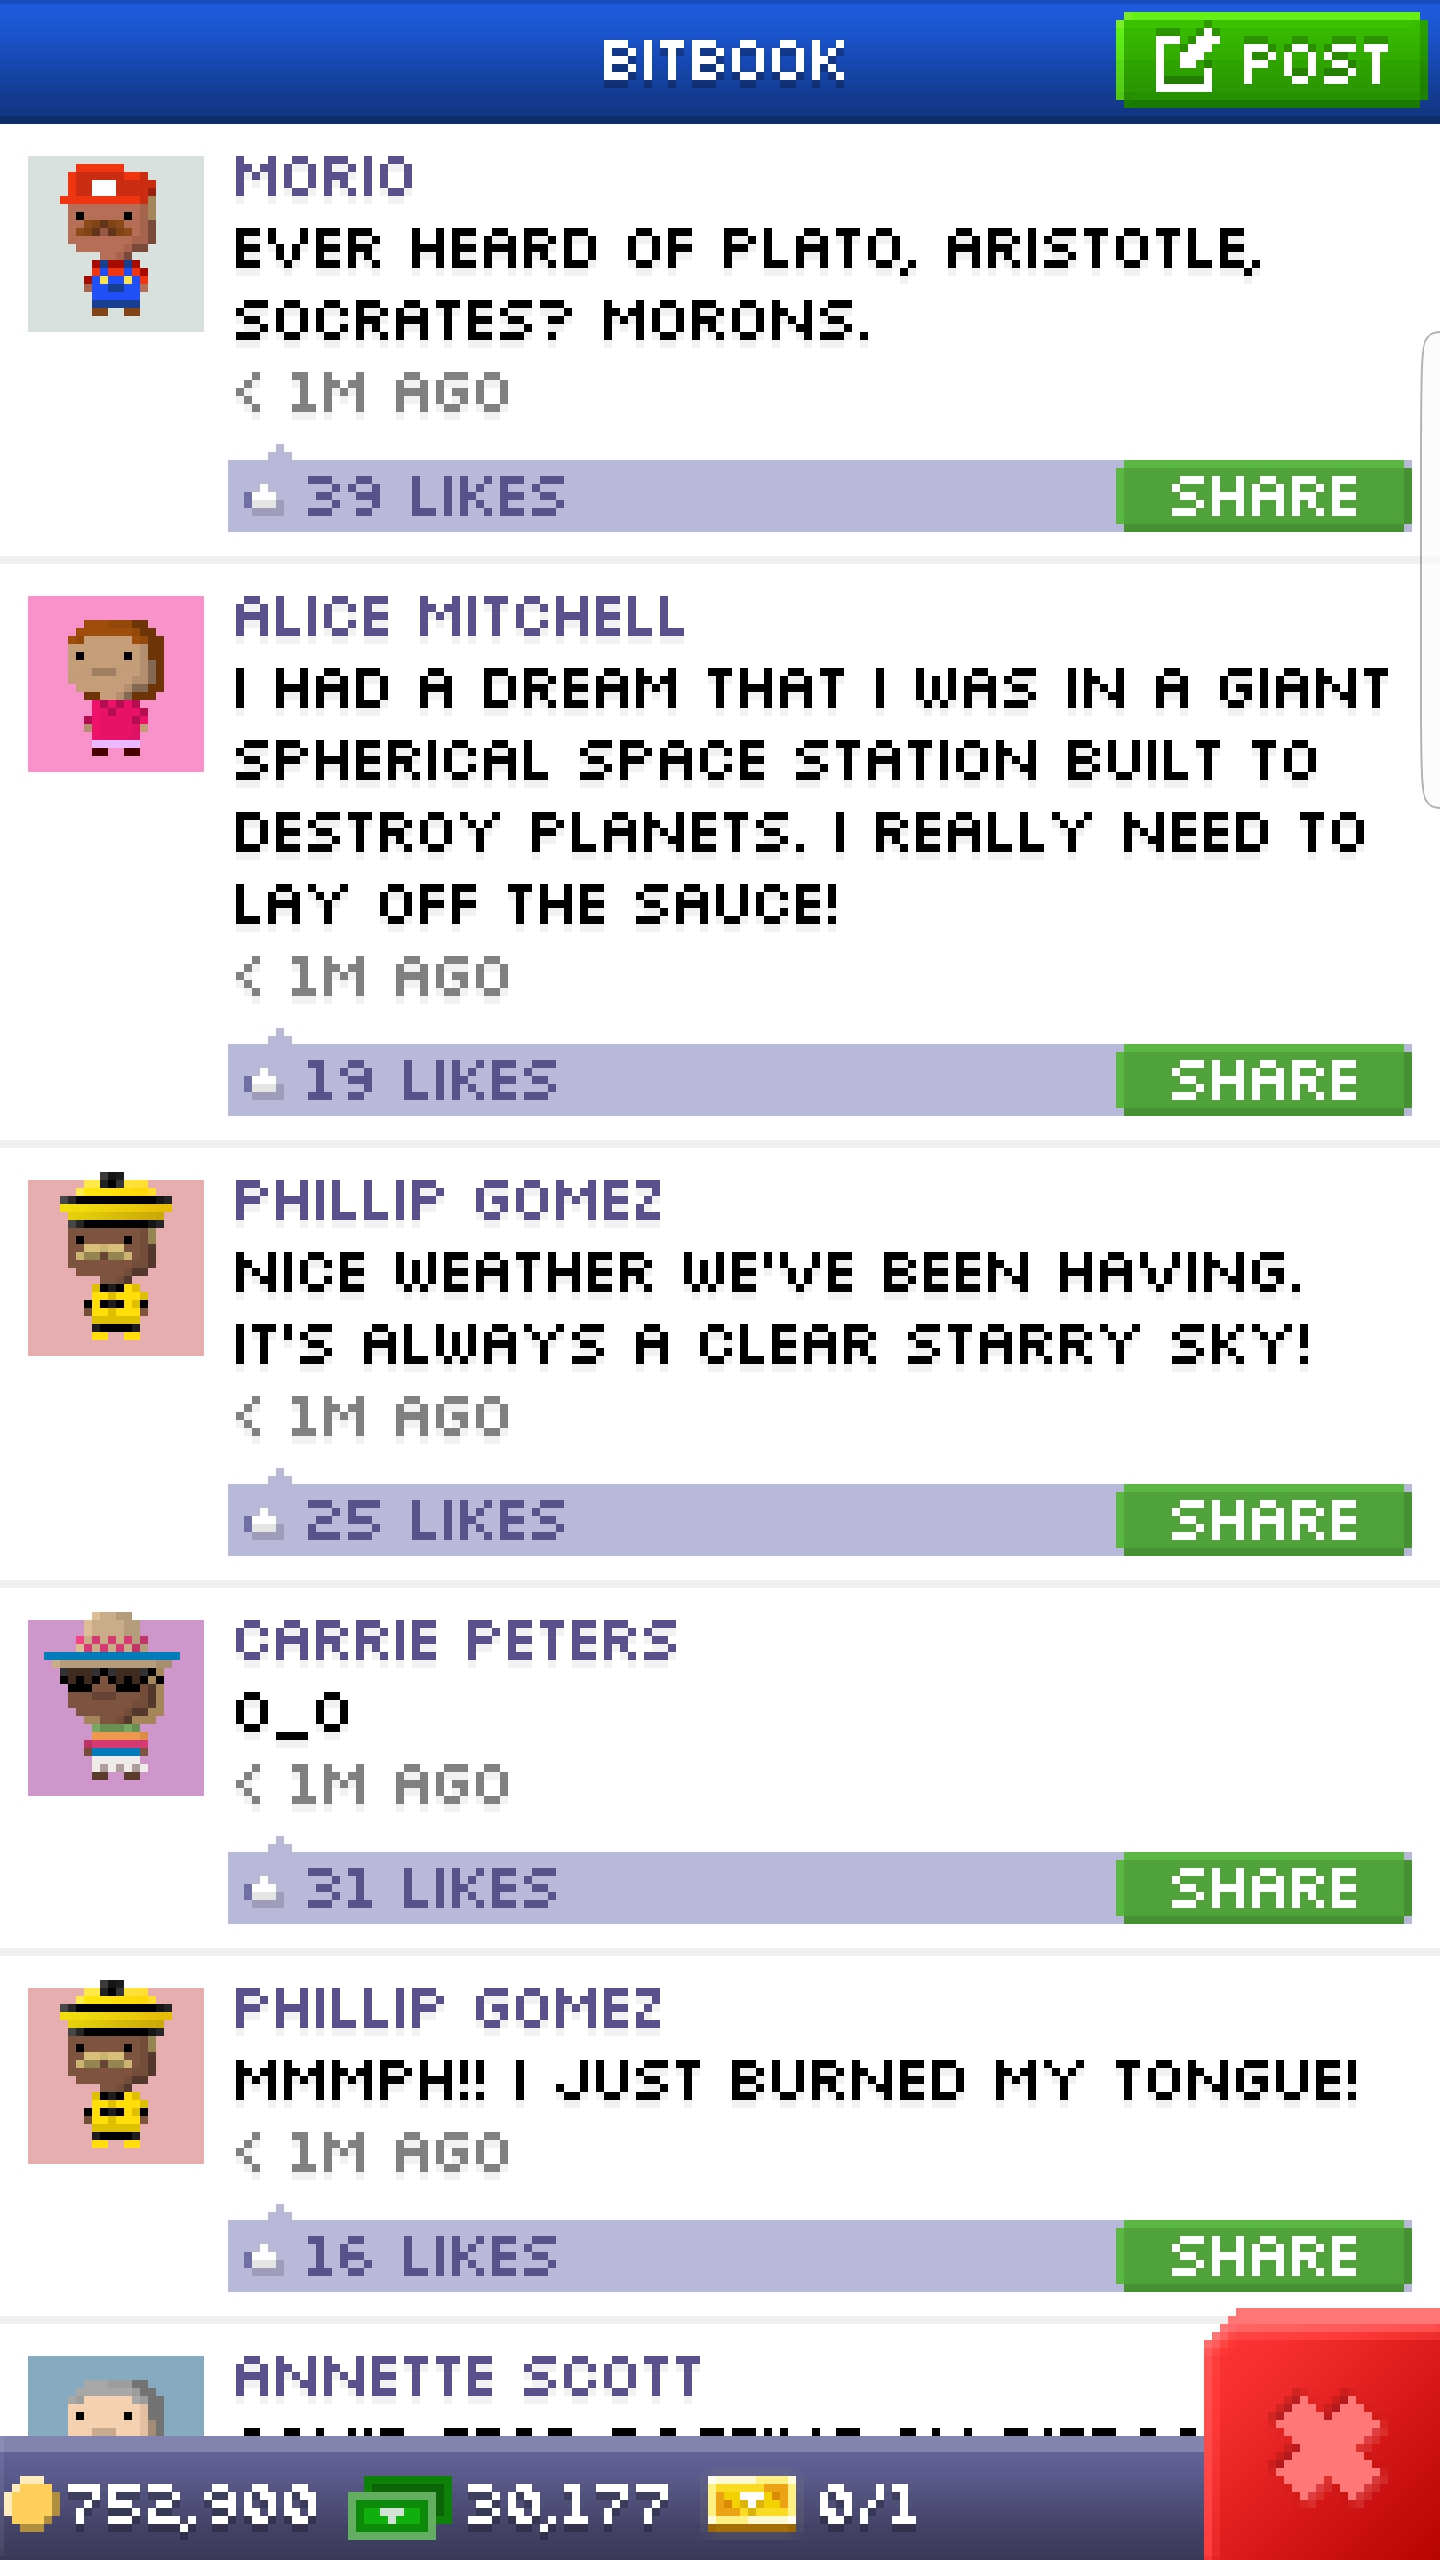 BITBOOK
POST
MORIO
EVER HEARD OF PLATO, ARISTOTLE,
SOCRATES? MORONS.
< 1M AGO
39 LIKES
SHARE
ALICE MITCHELL
I HAD A DREAM THAT I WAS IN A GIANT
SPHERICAL SPACE STATION BUILT TO
DESTROY PLANETS. I REALLY NEED TO
LAY OFF THE SAUCE!
< 1M AGO
19 LIKES
SHARE
PHILLIP GOMEZ
NICE WEATHER WE'VE BEEN HAVING.
IT'S ALWAYS A CLEAR STARRY SKY!
< 1M AGO
25 LIKES
SHARE
CARRIE PETERS
O_O
< 1M AGO
31 LIKES
SHARE
PHILLIP GOMEZ
MMMPH!! I JUST BURNED MY TONGUE!
< 1M AGO
16 LIKES
SHARE
ANNETTE SCOTT
752,900
30,177
0/1